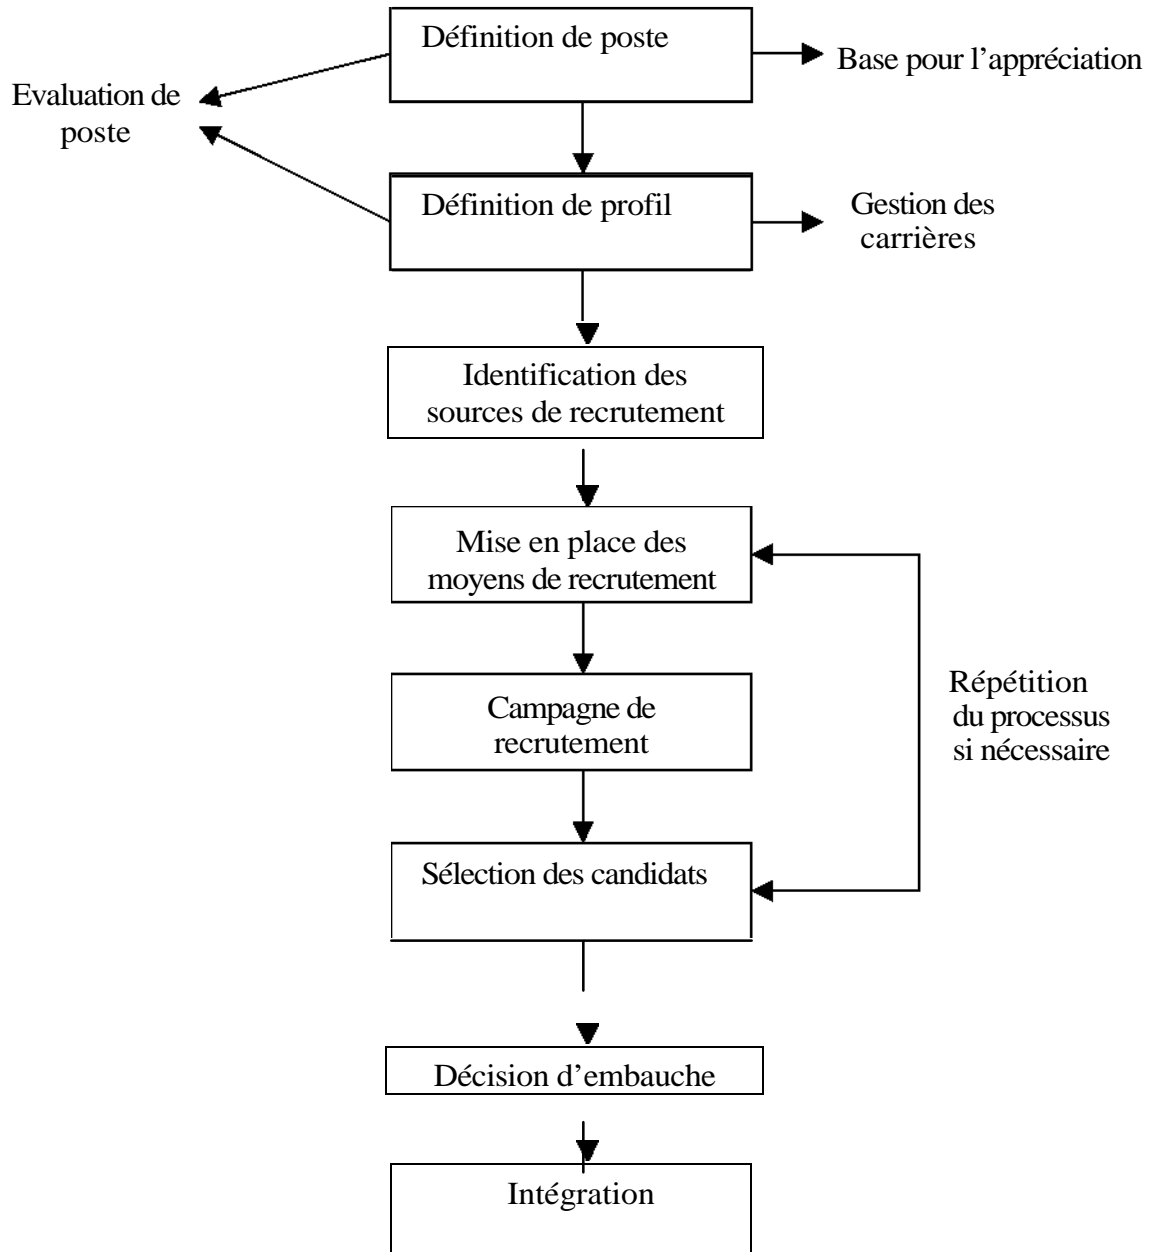 Définition de poste
Base pour l’appréciation
Evaluation de
poste
Définition de profil
Gestion des
carrières
Identification des
sources de recrutement
Mise en place des
moyens de recrutement
Campagne de
recrutement
Répétition
du processus
si nécessaire
Sélection des candidats
Décision d’embauche
Intégration